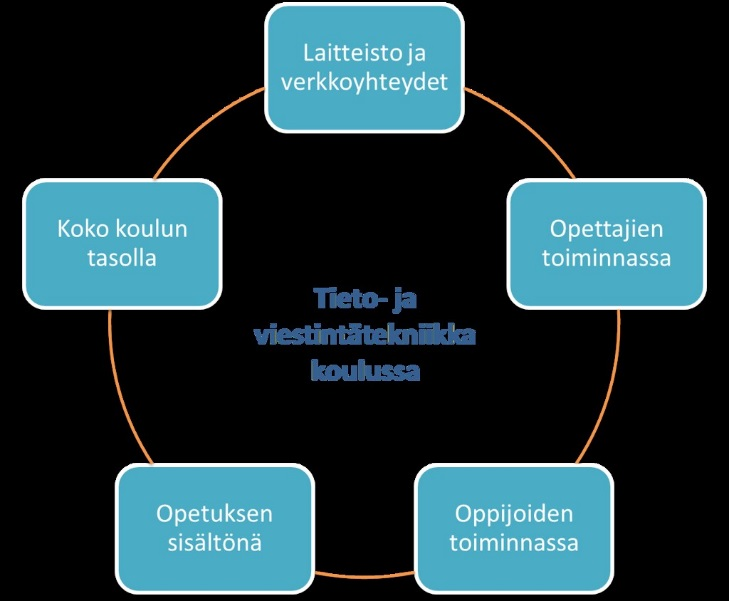 Laitteisto ja
verkkoyhteydet
Opettajien
toiminnassa
Oppijoiden
toiminnassa
Opetuksen
sisältönä
Koko koulun
tasolla
Tieto- ja
viestintätekniikka
koulussa